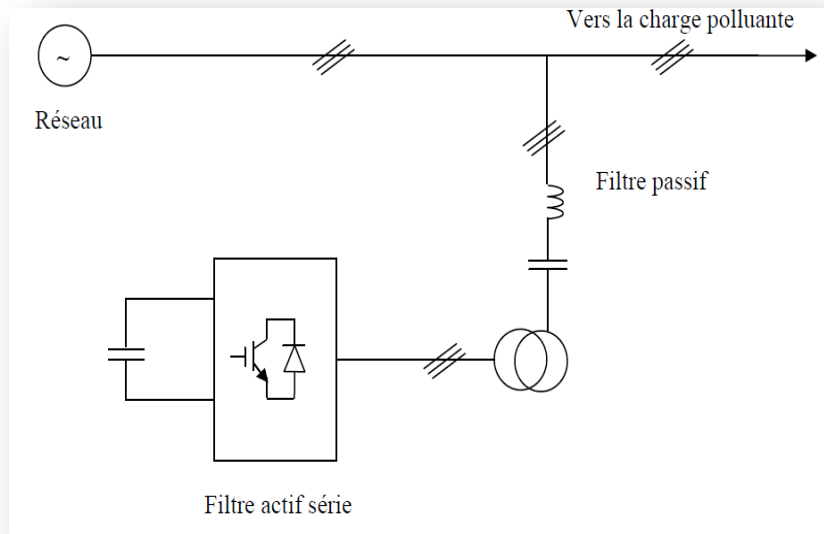 Vers la charge polluante
~
Réseau
Filtre passif
Filtre actif série